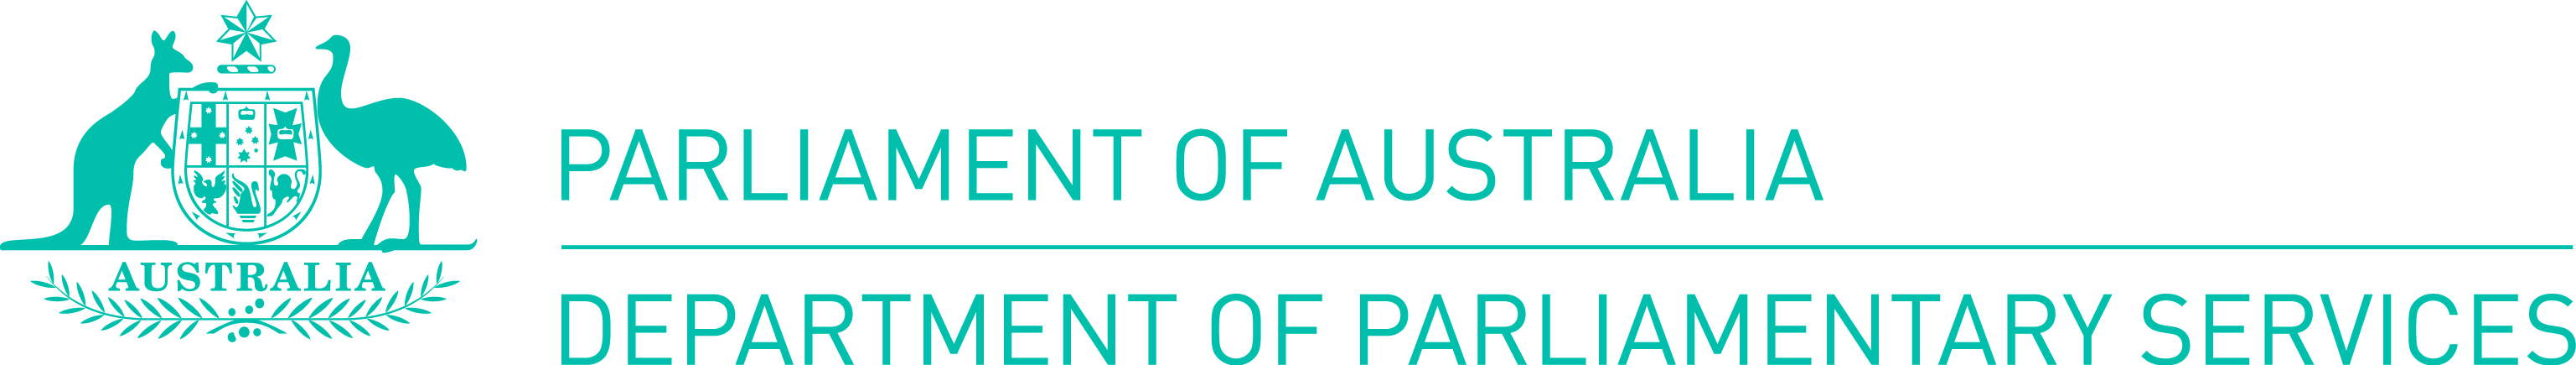 AUSTRALIA
PARLIAMENT OF AUSTRALIA
DEPARTMENT OF PARLIAMENTARY SERVICES